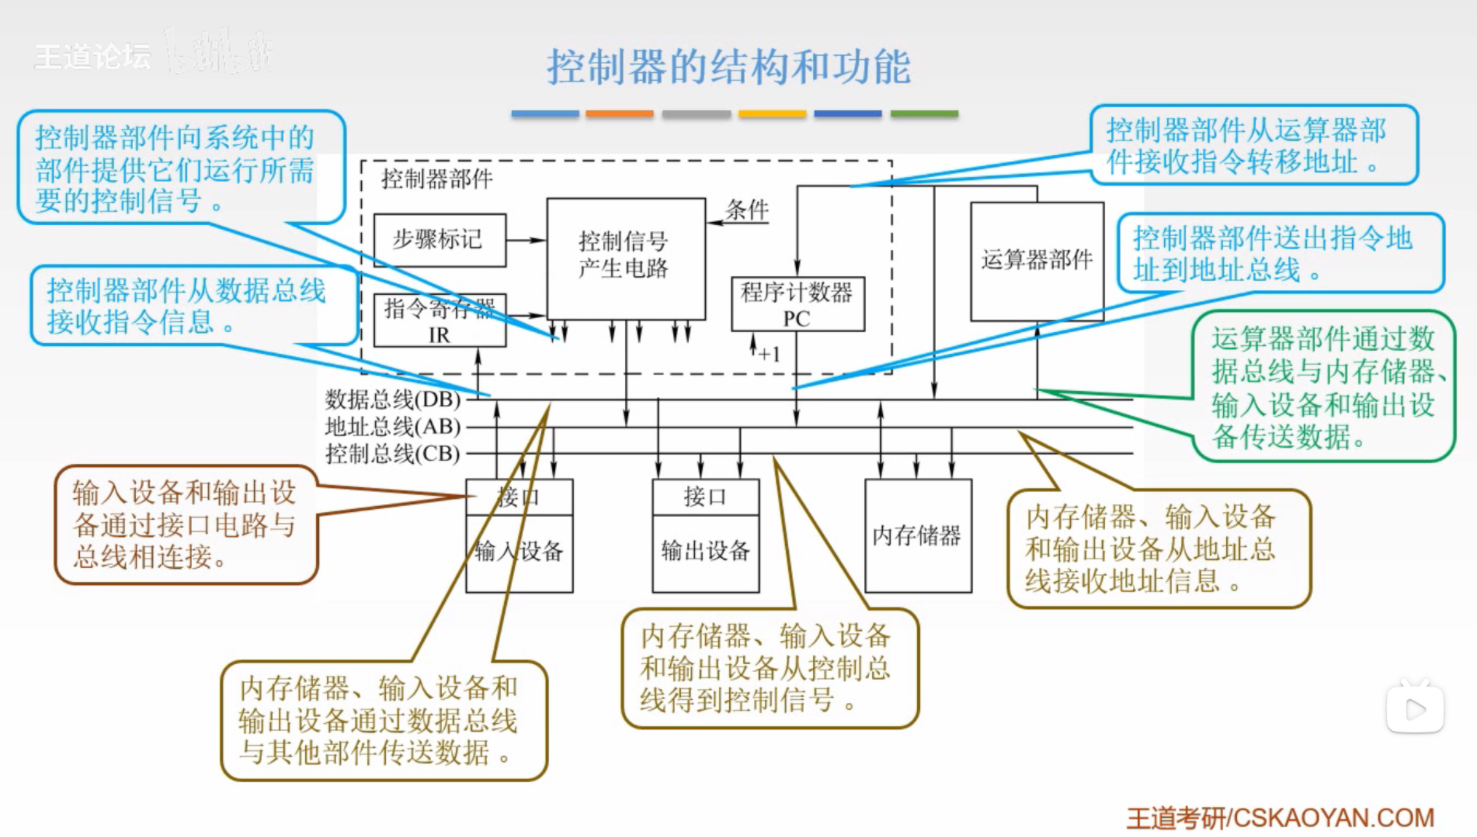 王道论坛
控制器的结构和功能
控制器部件向系统中的
部件提供它们运行所需
要的控制信号。
控制器部件从运算器部
件接收指令转移地址。
控制器部件
条件
步骤标记
控制信号
产生电路
运算器部件
控制器部件送出指令地
址到地址总线。
控制器部件从数据总线
接收指令信息。
指令寄存器
IR
程序计数器
PC
+1
运算器部件通过数
据总线与内存储器、
输入设备和输出设
备传送数据。
数据总线(DB)
地址总线(AB)
控制总线(CB)
输入设备和输出设
备通过接口电路与
总线相连接。
接口
输入设备
接口
输出设备
内存储器
内存储器、输入设备
和输出设备从地址总
线接收地址信息。
内存储器、输入设备和
输出设备通过数据总线
与其他部件传送数据。
内存储器、输入设备
和输出设备从控制总
线得到控制信号。
王道考研/CSKAOYAN.COM